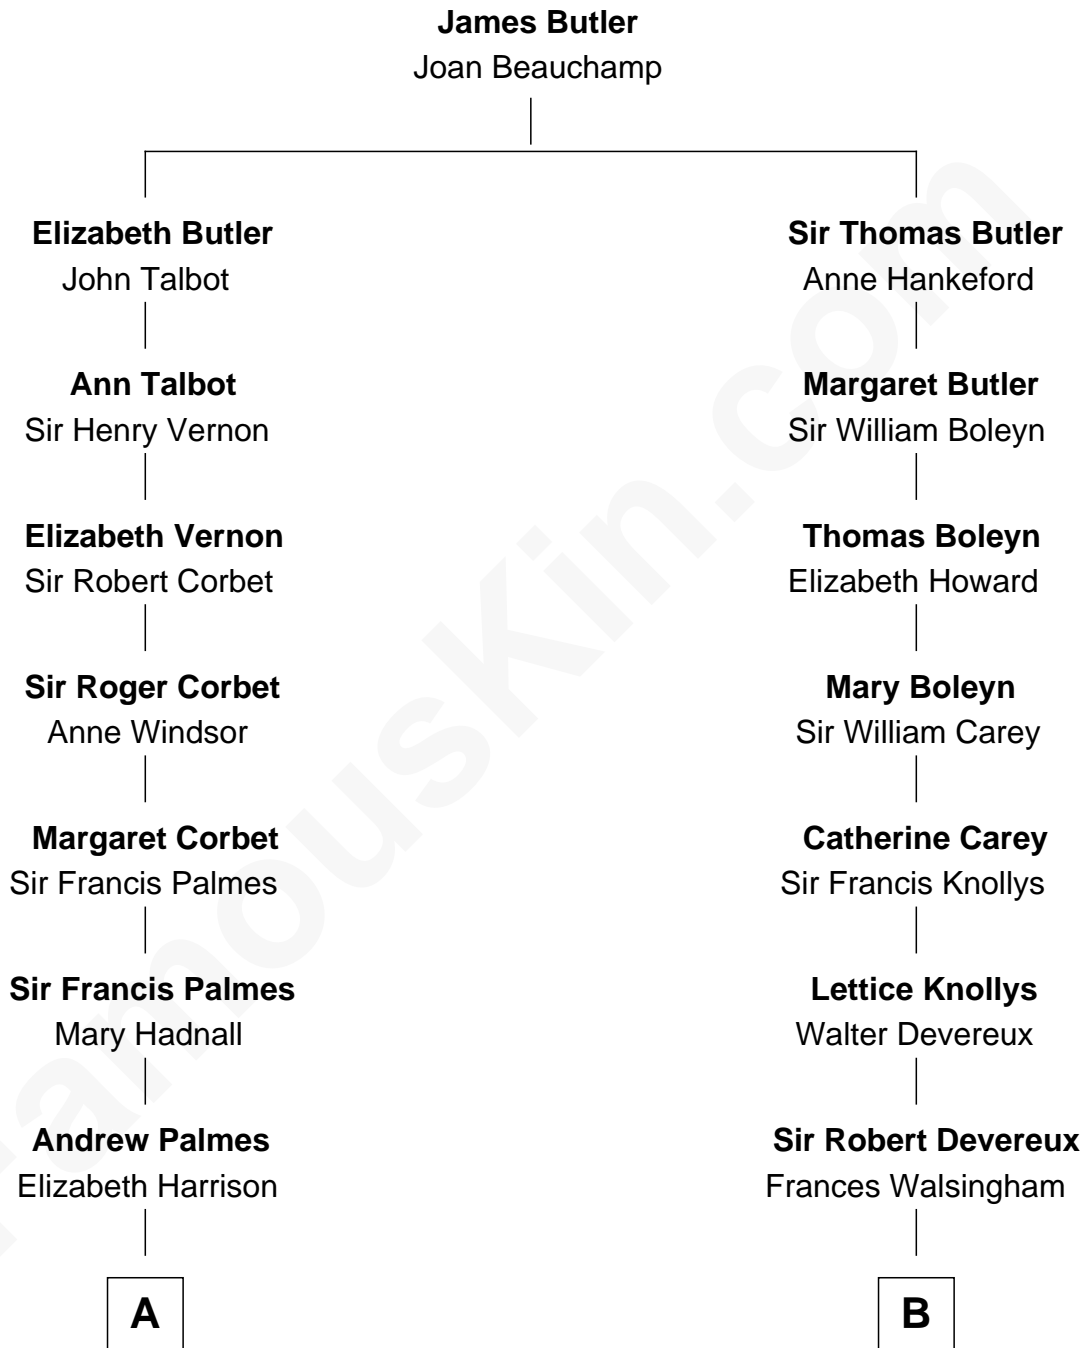 James Butler
Joan Beauchamp
Elizabeth Butler
John Talbot
Sir Thomas Butler
Anne Hankeford
Ann Talbot
Sir Henry Vernon
Margaret Butler
Sir William Boleyn
Elizabeth Vernon
Sir Robert Corbet
Thomas Boleyn
Elizabeth Howard
Sir Roger Corbet
Anne Windsor
Mary Boleyn
Sir William Carey
Margaret Corbet
Sir Francis Palmes
Catherine Carey
Sir Francis Knollys
Sir Francis Palmes
Mary Hadnall
Lettice Knollys
Walter Devereux
Andrew Palmes
Elizabeth Harrison
Sir Robert Devereux
Frances Walsingham
A
B
FamousKin.com